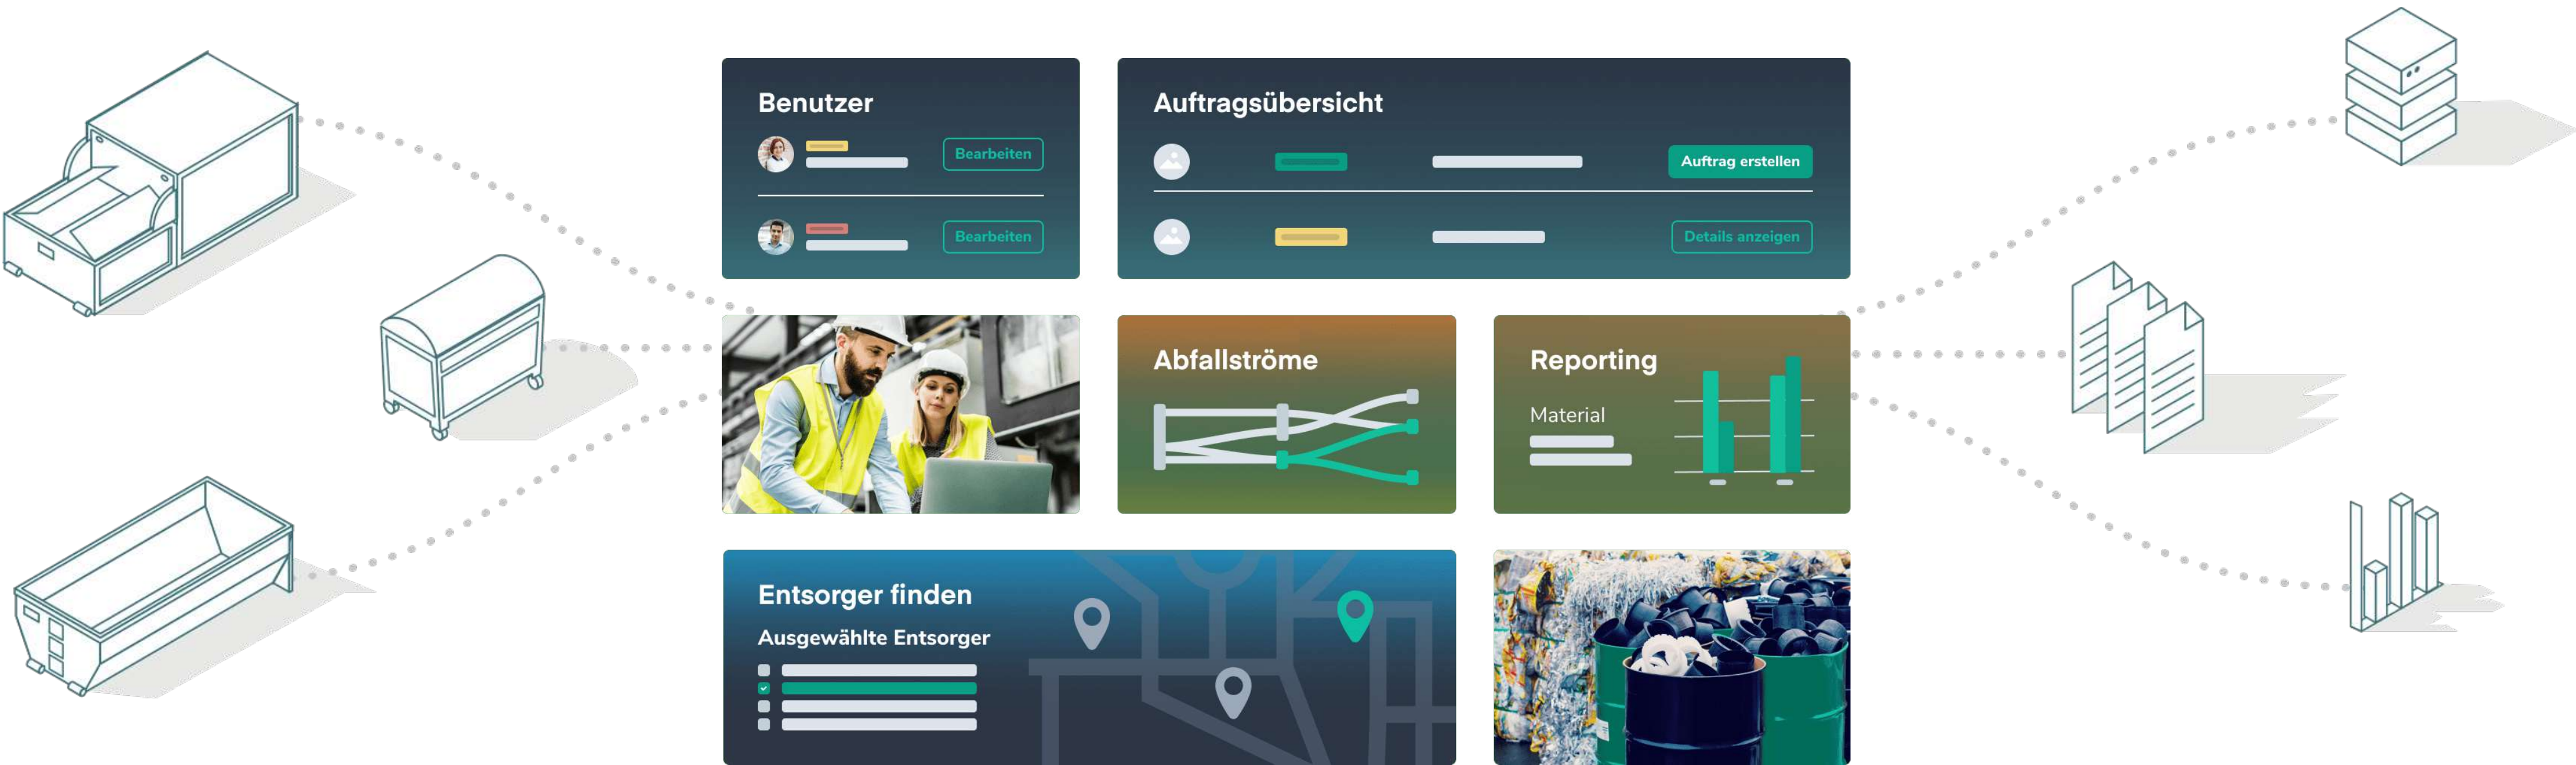 Benutzer
Bearbeiten
Bearbeiten
Auftragsübersicht
Auftrag erstellen
Details anzeigen
Abfallströme
Reporting
Material
Entsorger finden
Ausgewählte Entsorger